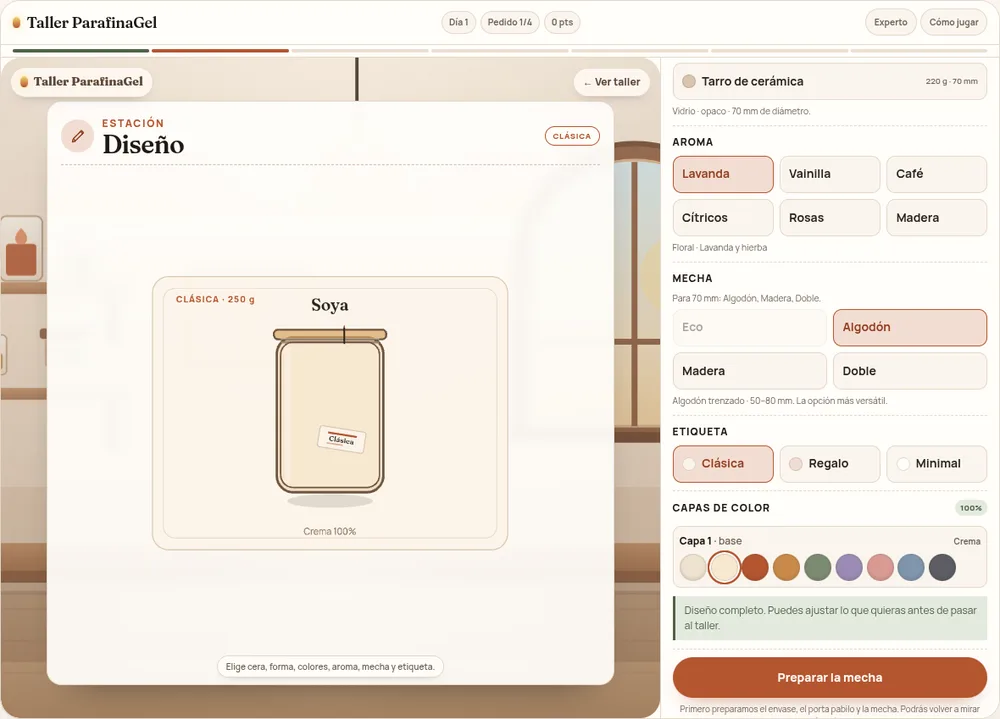 Taller ParafinaGel
Día 1
Pedido 1/4
0 pts
Experto
Cómo jugar
Taller ParafinaGel
← Ver taller
ESTACIÓN
Diseño
CLÁSICA
CLÁSICA · 250 g
Soya
Clásica
Crema 100%
Elige cera, forma, colores, aroma, mecha y etiqueta.
Tarro de cerámica
220 g · 70 mm
Vidrio · opaco · 70 mm de diámetro.
AROMA
Lavanda
Vainilla
Café
Cítricos
Rosas
Madera
Floral · Lavanda y hierba
MECHA
Para 70 mm: Algodón, Madera, Doble.
Eco
Algodón
Madera
Doble
Algodón trenzado · 50–80 mm. La opción más versátil.
ETIQUETA
Clásica
Regalo
Minimal
CAPAS DE COLOR
100%
Capa 1 · base
Crema
Diseño completo. Puedes ajustar lo que quieras antes de pasar
al taller.
Preparar la mecha
Primero preparamos el envase, el porta pabilo y la mecha. Podrás volver a mirar